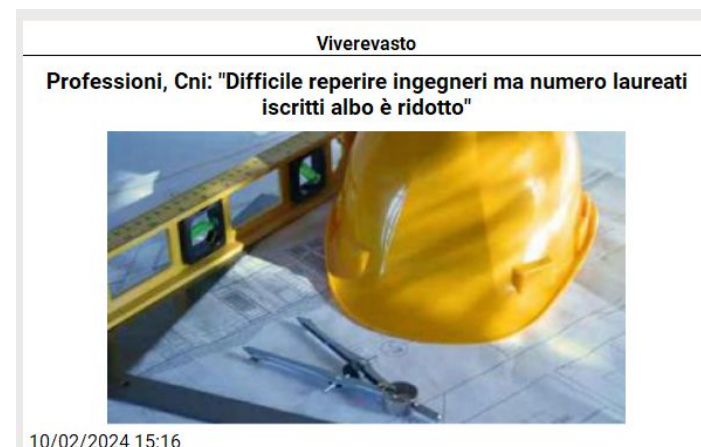 Viverevasto
Professioni, Cni: "Difficile reperire ingegneri ma numero laureati
iscritti albo è ridotto"
10/02/2024 15:16